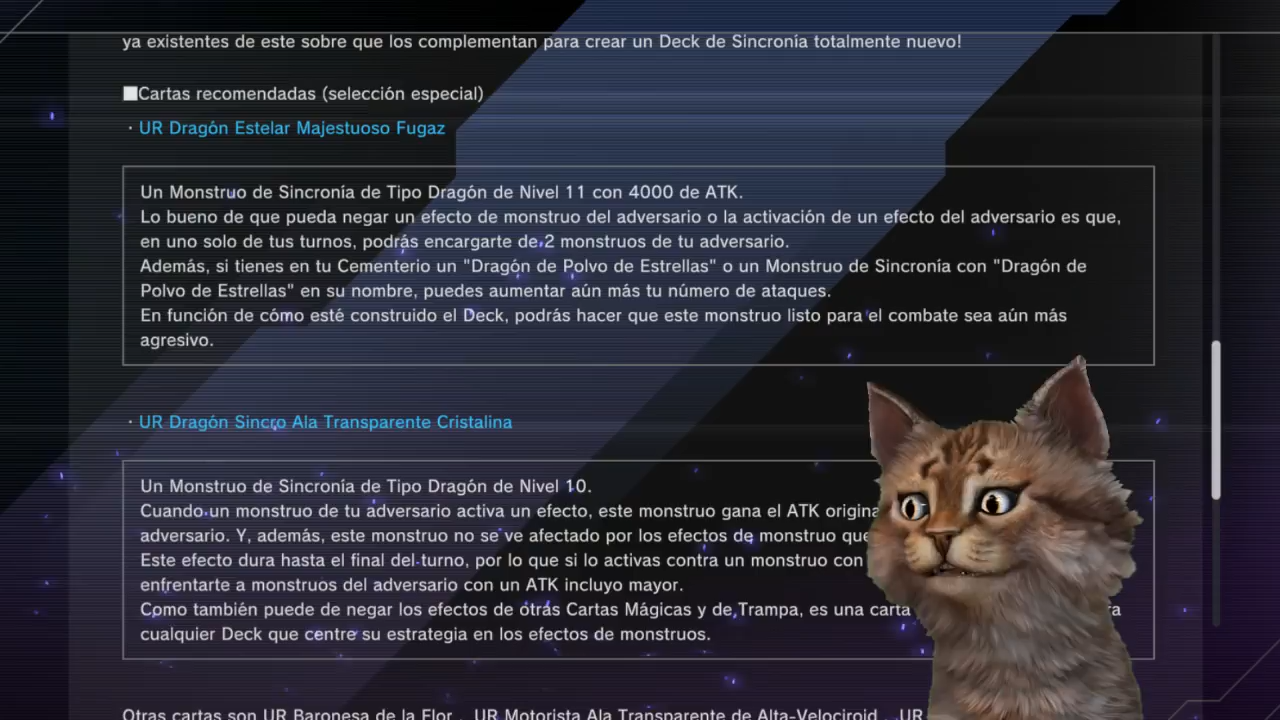 ya existentes de este sobre que los complementan para crear un Deck de Sincronía totalmente nuevo!
■Cartas recomendadas (selección especial)
· UR Dragón Estelar Majestuoso Fugaz
Un Monstruo de Sincronía de Tipo Dragón de Nivel 11 con 4000 de ATK.
Lo bueno de que pueda negar un efecto de monstruo del adversario o la activación de un efecto del adversario es que,
en uno solo de tus turnos, podrás encargarte de 2 monstruos de tu adversario.
Además, si tienes en tu Cementerio un "Dragón de Polvo de Estrellas" o un Monstruo de Sincronía con "Dragón de
Polvo de Estrellas" en su nombre, puedes aumentar aún más tu número de ataques.
En función de cómo esté construido el Deck, podrás hacer que este monstruo listo para el combate sea aún más
agresivo.
· UR Dragón Sincro Ala Transparente Cristalina
Un Monstruo de Sincronía de Tipo Dragón de Nivel 10.
Cuando un monstruo de tu adversario activa un efecto, este monstruo gana el ATK origina
adversario. Y, además, este monstruo no se ve afectado por los efectos de monstruo que
Este efecto dura hasta el final del turno, por lo que si lo activas contra un monstruo con
enfrentarte a monstruos del adversario con un ATK incluyo mayor.
Como también puede de negar los efectos de otras Cartas Mágicas y de Trampa, es una carta
cualquier Deck que centre su estrategia en los efectos de monstruos.
Otras cartas son UR Baronesa de la Flor , UR Motorista Ala Transparente de Alta-Velociroid , UR